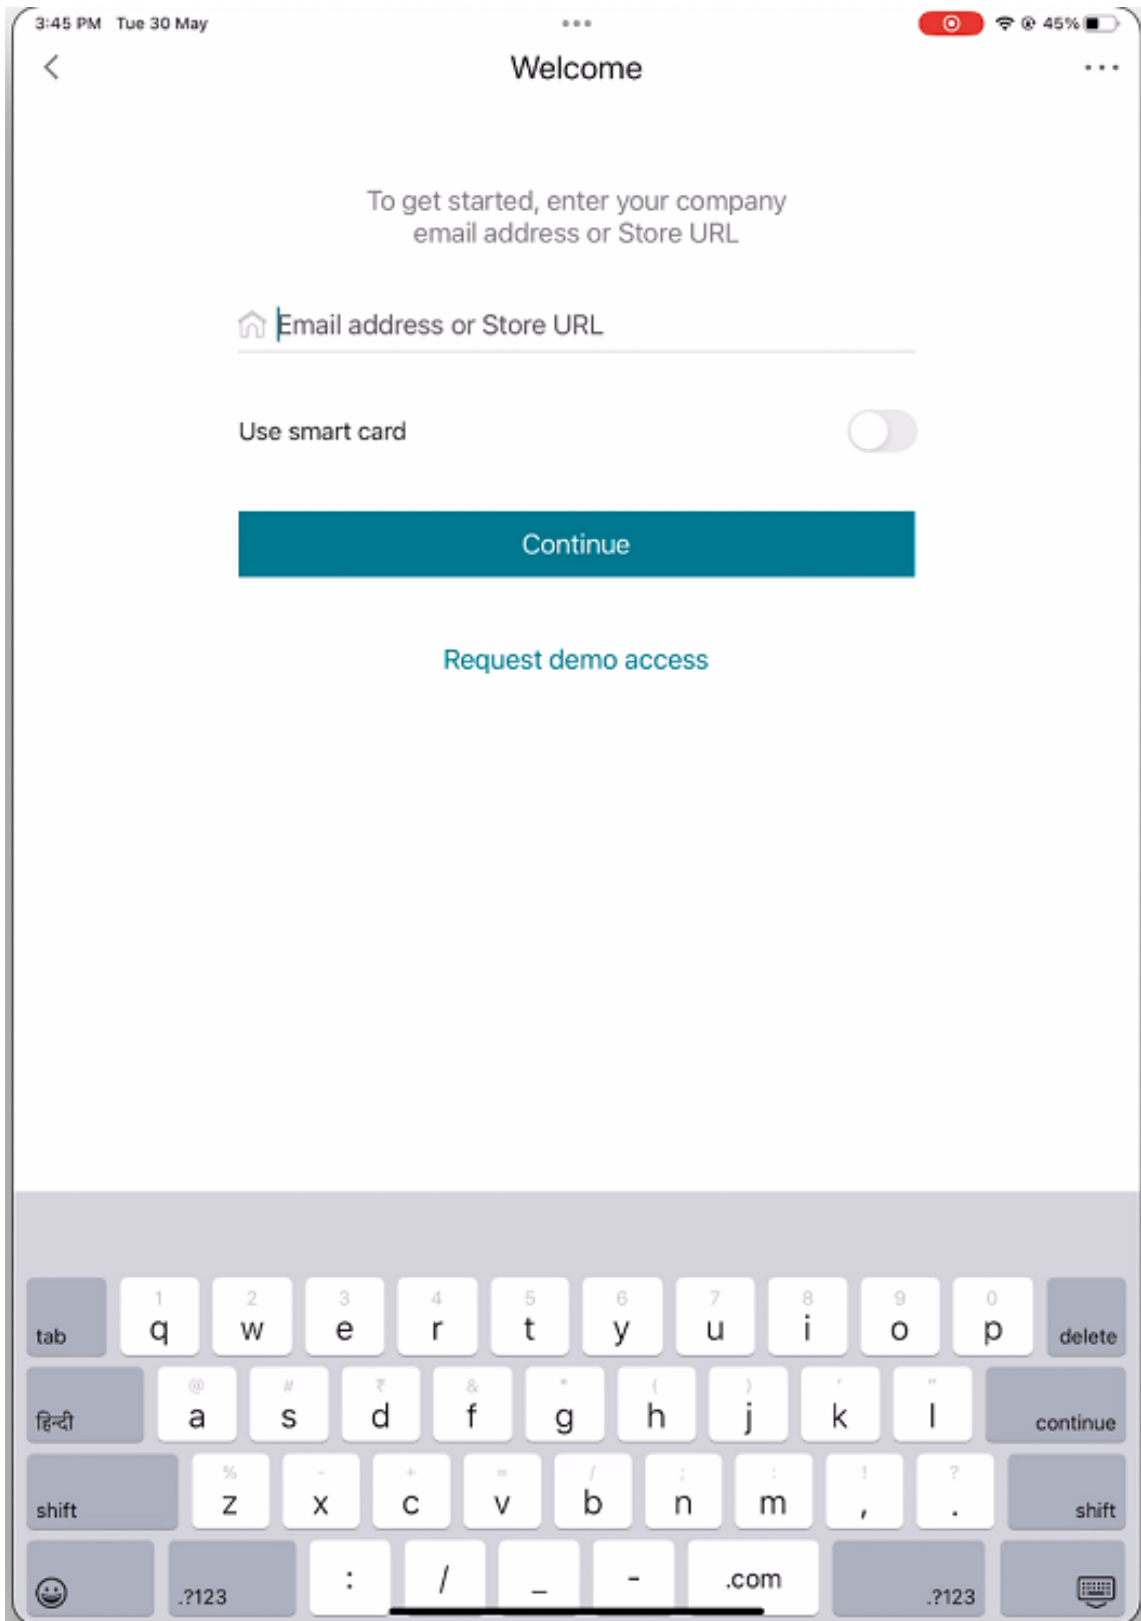 3:45 PM Tue 30 May
45%
Welcome
To get started, enter your company
email address or Store URL
Email address or Store URL
Use smart card
Continue
Request demo access
1 2 3 4 5 6 7 8 9 0
tab q w e r t y u i o p delete
@ # ₹ & * ( ) ' "
हिन्दी a s d f g h j k l continue
% - + = / ; : ! ?
shift z x c v b n m , . shift
.?123 : / _ - .com .?123